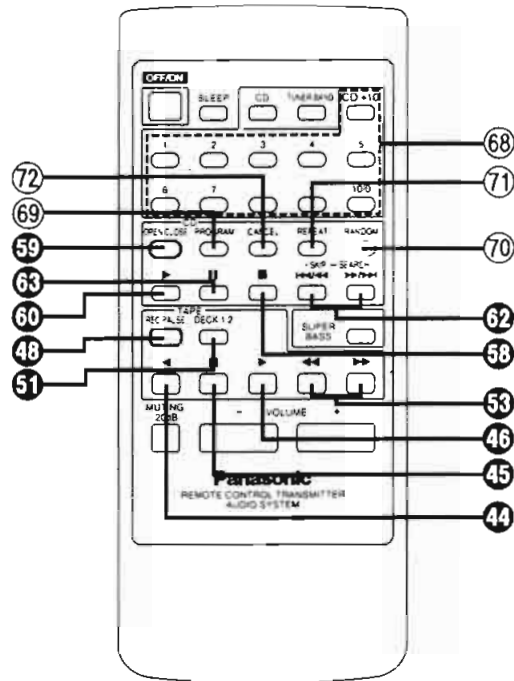 OFF/ON
SLEEP CD TUNER/BAND CD +10
1 2 3 4 5
68
72
6 7 10/0
71
69
CD
OPEN/CLOSE PROGRAM CANCEL REPEAT RANDOM
59
70
63
SKIP — SEARCH
▶ ❚❚ ■ ⏮/◀◀ ▶▶/⏭
60
62
TAPE
REC PAUSE DECK 1/2
SUPER
BASS
48
58
51
◀ ■ ▶ ◀◀ ▶▶
53
MUTING
20dB
− VOLUME +
46
45
Panasonic
REMOTE CONTROL TRANSMITTER
AUDIO SYSTEM
44